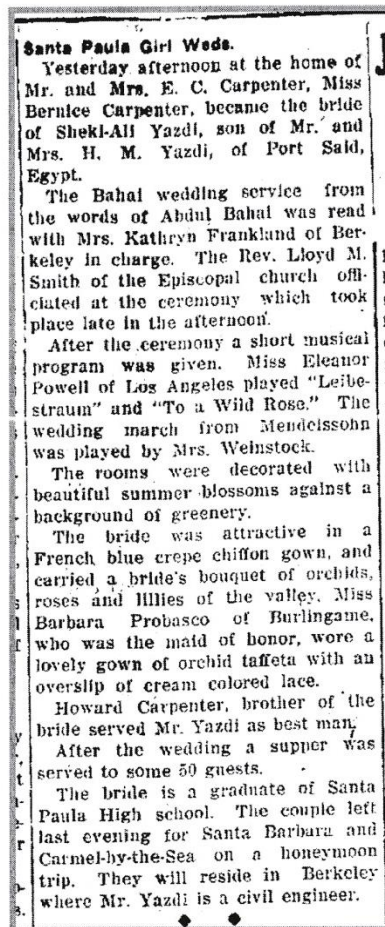 Santa Paula Girl Weds.
Yesterday afternoon at the home of
Mr. and Mrs. E. C. Carpenter, Miss
Bernice Carpenter, became the bride
of Sheki-Ali Yazdi, son of Mr. and
Mrs. H. M. Yazdi, of Port Said,
Egypt.
The Bahai wedding service from
the words of Abdul Bahai was read
with Mrs. Kathryn Frankland of Ber-
keley in charge. The Rev. Lloyd M.
Smith of the Episcopal church offi-
ciated at the ceremony which took
place late in the afternoon.
After the ceremony a short musical
program was given. Miss Eleanor
Powell of Los Angeles played "Leibe-
straum" and "To a Wild Rose." The
wedding march from Mendelssohn
was played by Mrs. Weinstock.
The rooms were decorated with
beautiful summer blossoms against a
background of greenery.
The bride was attractive in a
French blue crepe chiffon gown, and
carried a bride's bouquet of orchids,
roses and lillies of the valley. Miss
Barbara Probasco of Burlingame,
who was the maid of honor, wore a
lovely gown of orchid taffeta with an
overslip of cream colored lace.
Howard Carpenter, brother of the
bride served Mr. Yazdi as best man.
After the wedding a supper was
served to some 50 guests.
The bride is a graduate of Santa
Paula High school. The couple left
last evening for Santa Barbara and
Carmel-by-the-Sea on a honeymoon
trip. They will reside in Berkeley
where Mr. Yazdi is a civil engineer.